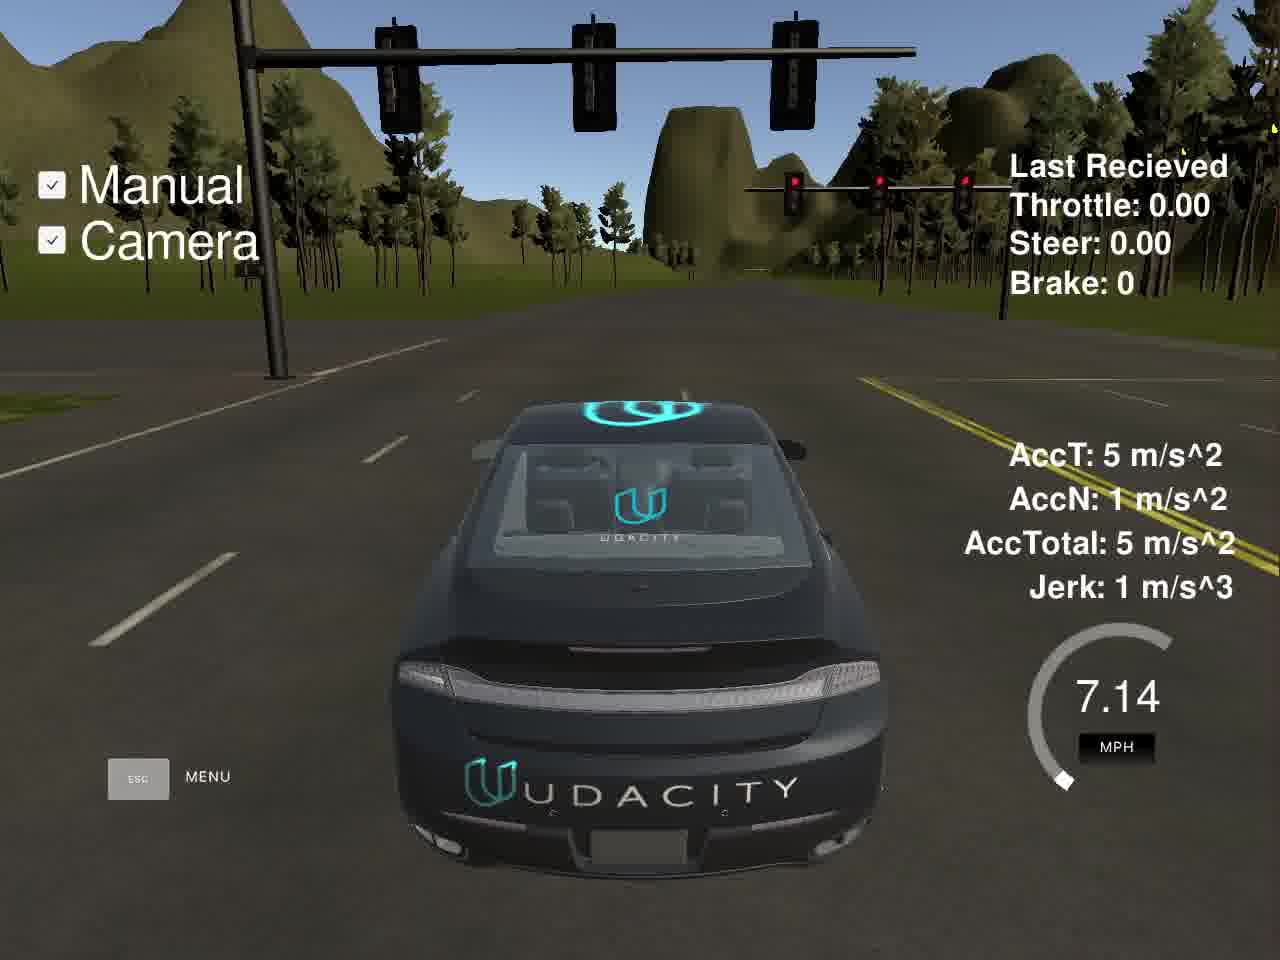 Manual
Camera
Last Recieved
Throttle: 0.00
Steer: 0.00
Brake: 0
AccT: 5 m/s^2
AccN: 1 m/s^2
AccTotal: 5 m/s^2
Jerk: 1 m/s^3
UDACITY
7.14
MPH
ESC MENU
UDACITY